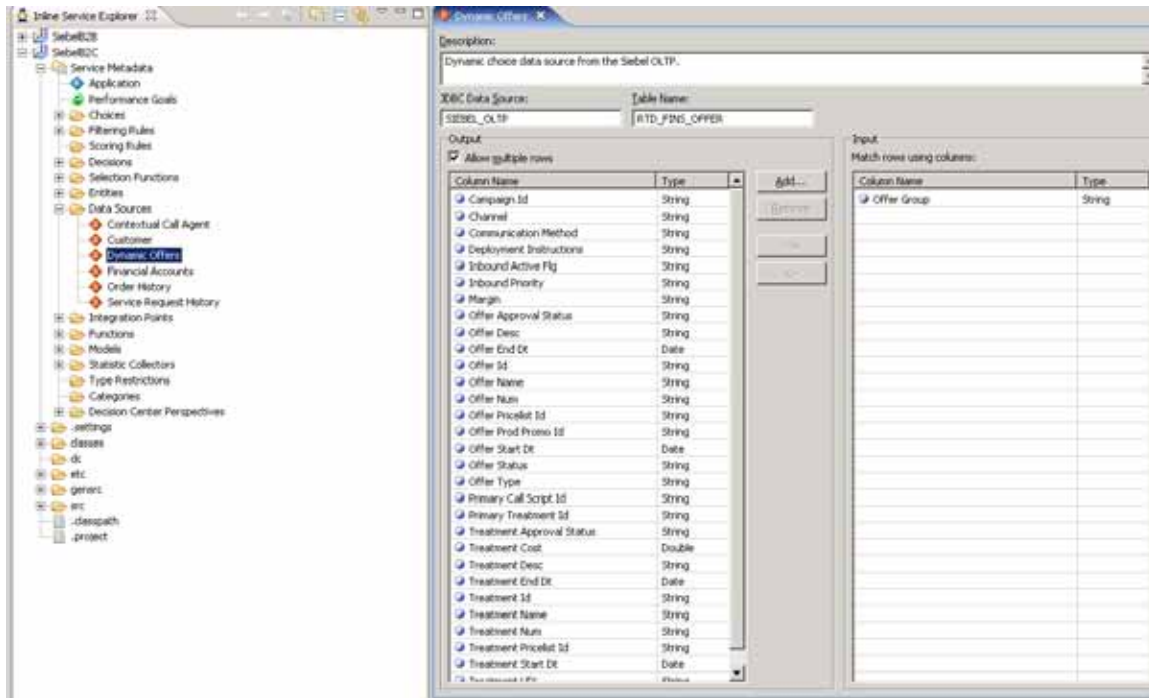 Inline Service Explorer
SiebelB2B
SiebelB2C
Service Metadata
Application
Performance Goals
Choices
Filtering Rules
Scoring Rules
Decisions
Selection Functions
Entities
Data Sources
Contextual Call Agent
Customer
Dynamic Offers
Financial Accounts
Order History
Service Request History
Integration Points
Functions
Models
Statistic Collectors
Type Restrictions
Categories
Decision Center Perspectives
.settings
classes
dc
etc
gensrc
src
.classpath
.project
Dynamic Offers
Description:
Dynamic choice data source from the Siebel OLTP.
JDBC Data Source: Table Name:
SIEBEL_OLTP RTD_FINS_OFFER
Output
Allow multiple rows
Column Name Type
Campaign Id String
Channel String
Communication Method String
Deployment Instructions String
Inbound Active Flg String
Inbound Priority String
Margin String
Offer Approval Status String
Offer Desc String
Offer End Dt Date
Offer Id String
Offer Name String
Offer Num String
Offer Pricelist Id String
Offer Prod Promo Id String
Offer Start Dt Date
Offer Status String
Offer Type String
Primary Call Script Id String
Primary Treatment Id String
Treatment Approval Status String
Treatment Cost Double
Treatment Desc String
Treatment End Dt Date
Treatment Id String
Treatment Name String
Treatment Num String
Treatment Pricelist Id String
Treatment Start Dt Date
Add...
Remove
Input
Match rows using columns:
Column Name Type
Offer Group String